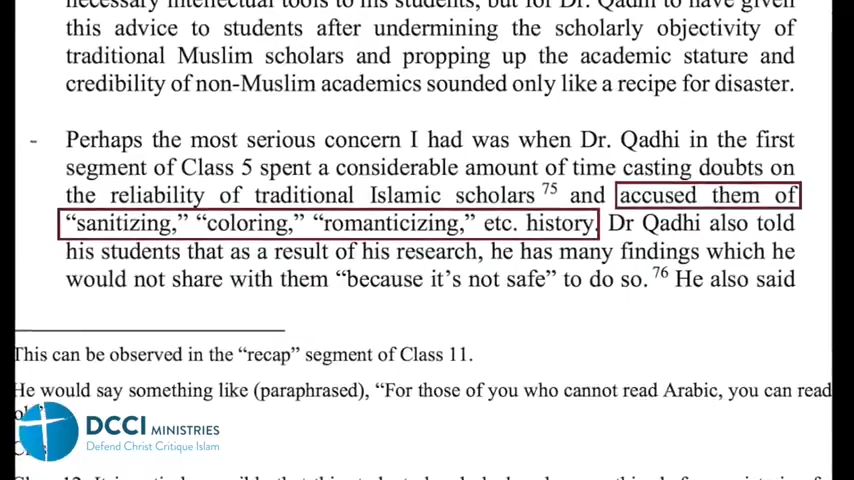 necessary intellectual tools to his students, but for Dr. Qadhi to have given
this advice to students after undermining the scholarly objectivity of
traditional Muslim scholars and propping up the academic stature and
credibility of non-Muslim academics sounded only like a recipe for disaster.
- Perhaps the most serious concern I had was when Dr. Qadhi in the first
segment of Class 5 spent a considerable amount of time casting doubts on
the reliability of traditional Islamic scholars 75 and accused them of
“sanitizing,” “coloring,” “romanticizing,” etc. history. Dr Qadhi also told
his students that as a result of his research, he has many findings which he
would not share with them “because it’s not safe” to do so. 76 He also said
This can be observed in the “recap” segment of Class 11.
He would say something like (paraphrased), “For those of you who cannot read Arabic, you can read
DCCI MINISTRIES
Defend Christ Critique Islam